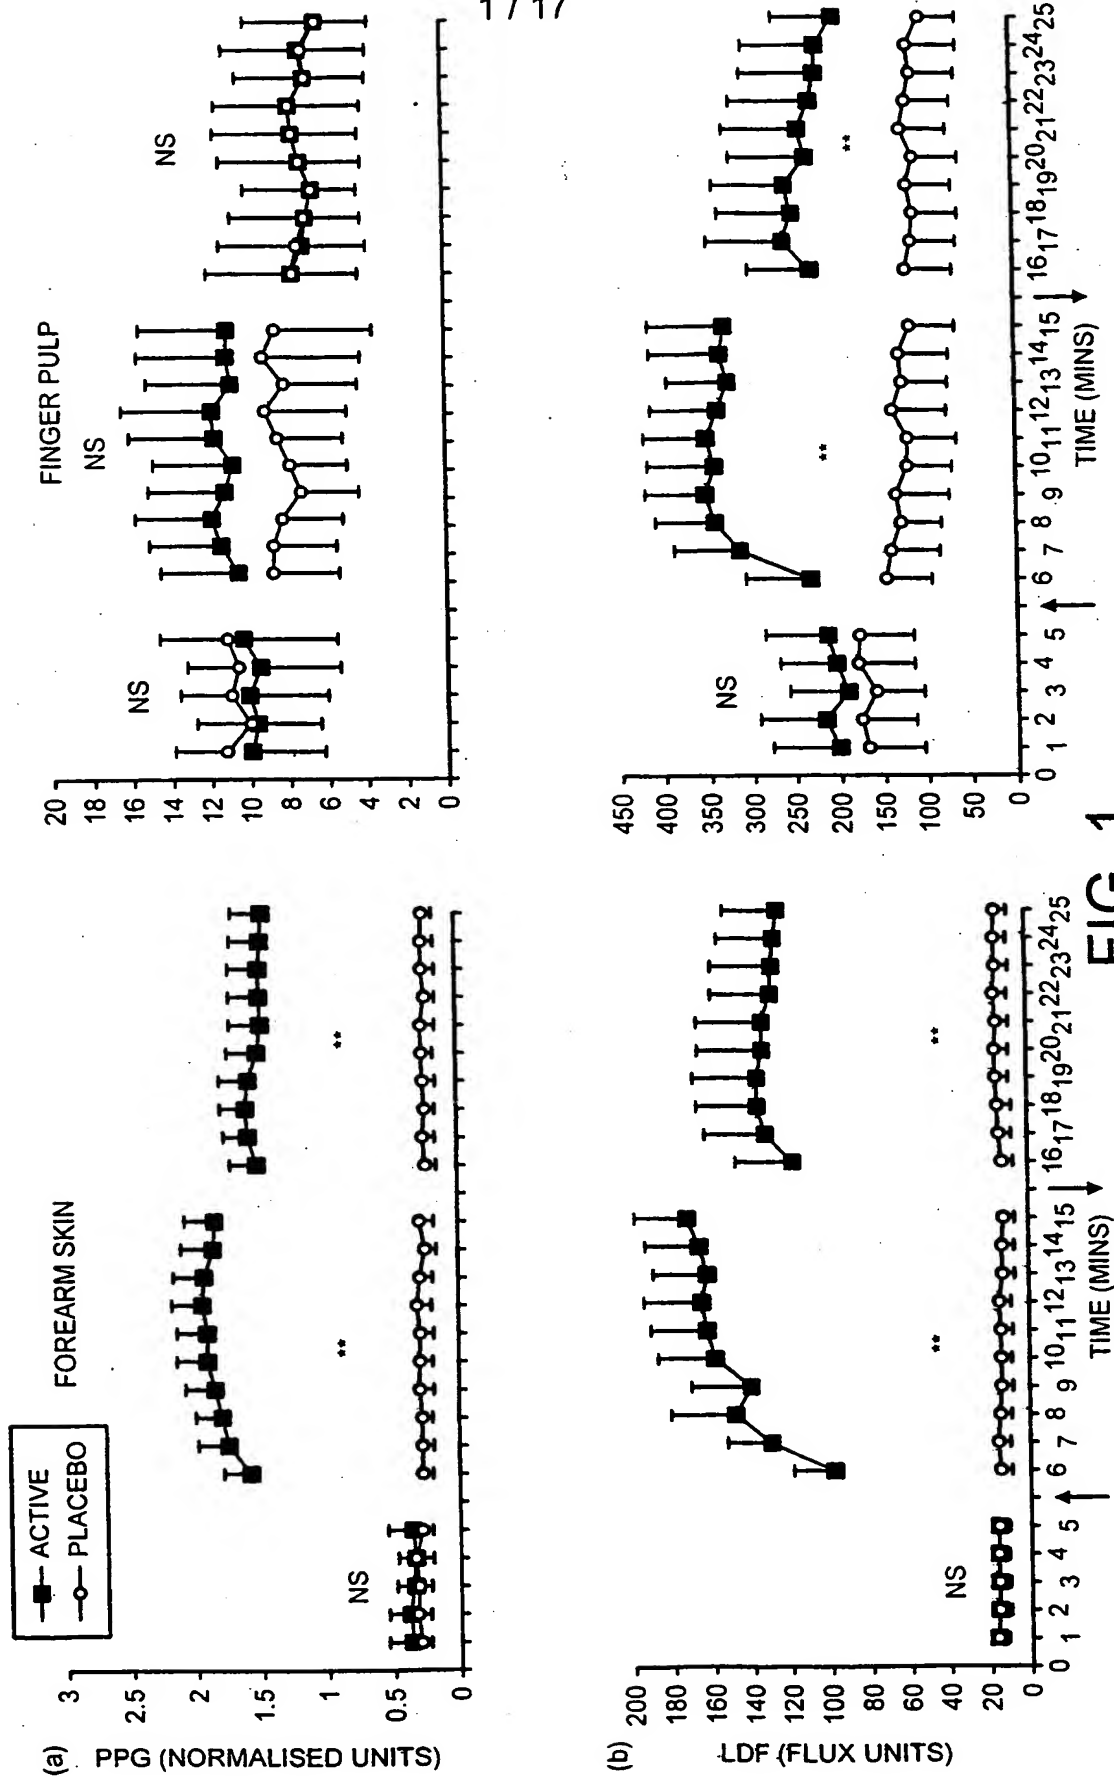 1 / 17
ACTIVE
PLACEBO
FOREARM SKIN
FINGER PULP
(a)
PPG (NORMALISED UNITS)
3
2.5
2
1.5
1
0.5
0
NS
**
**
20
18
16
14
12
10
8
6
4
2
0
NS
NS
NS
(b)
LDF (FLUX UNITS)
200
180
160
140
120
100
80
60
40
20
0
NS
**
**
0 1 2 3 4 5 6 7 8 9 10 11 12 13 14 15 16 17 18 19 20 21 22 23 24 25
TIME (MINS)
450
400
350
300
250
200
150
100
50
0
NS
**
**
0 1 2 3 4 5 6 7 8 9 10 11 12 13 14 15 16 17 18 19 20 21 22 23 24 25
TIME (MINS)
FIG. 1